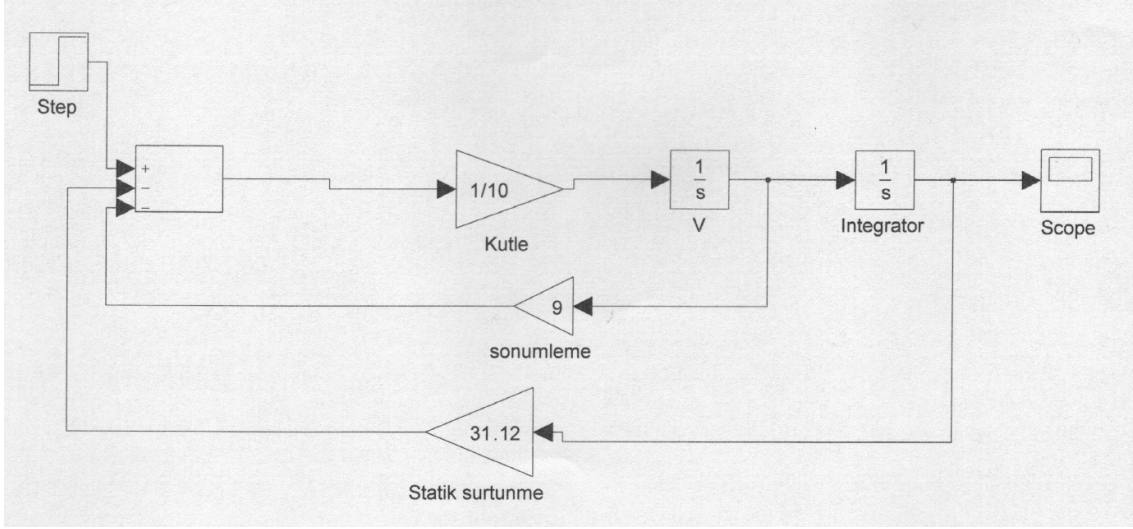 Step
+
−
−
1/10
Kutle
1
s
V
1
s
Integrator
Scope
9
sonumleme
31.12
Statik surtunme